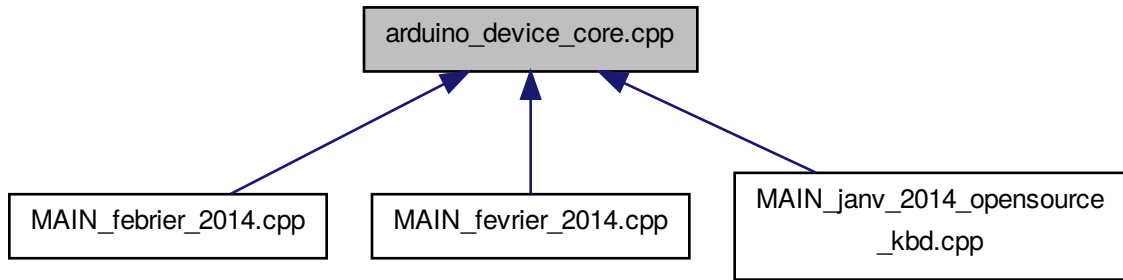 arduino_device_core.cpp
MAIN_febrier_2014.cpp
MAIN_fevrier_2014.cpp
MAIN_janv_2014_opensource
_kbd.cpp